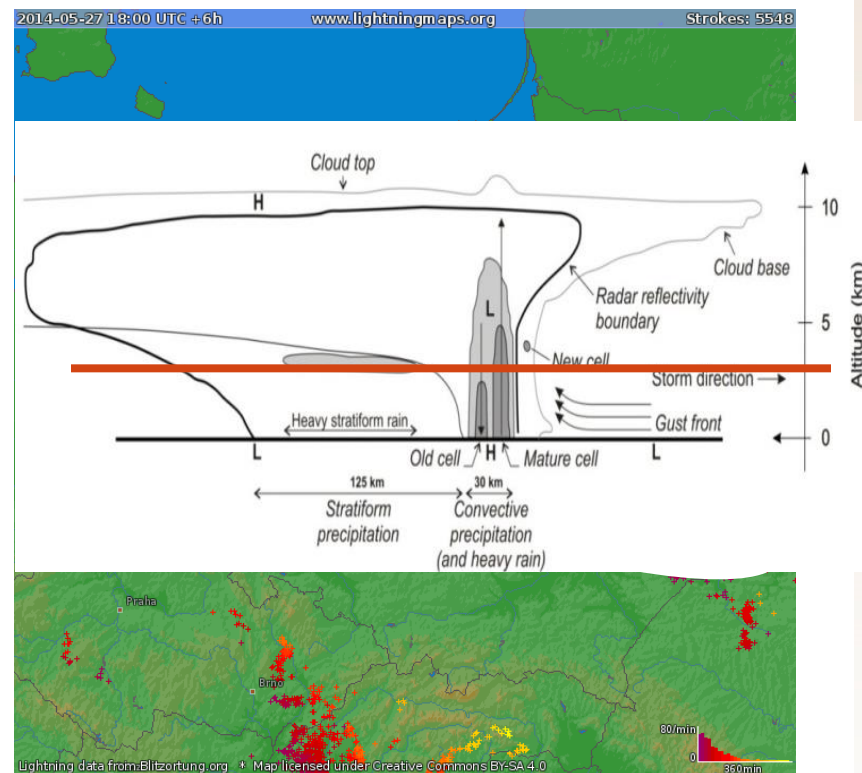 2014-05-27 18:00 UTC +6h www.lightningmaps.org Strokes: 5548
Cloud top
H
10
Cloud base
Radar reflectivity
boundary
L
5
New cell
Altitude (km)
Storm direction
Heavy stratiform rain
Gust front
0
L
Old cell
H
Mature cell
L
125 km
30 km
Stratiform
precipitation
Convective
precipitation
(and heavy rain)
Praha
Brno
80/min
0
360min
Lightning data from Blitzortung.org * Map licensed under Creative Commons BY-SA 4.0